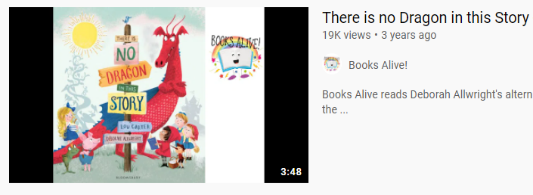 THERE IS
NO
DRAGON
IN THIS
STORY
LOU CARTER
DEBORAH ALLWRIGHT
BLOOMSBURY
BOOKS ALIVE!
3:48
There is no Dragon in this Story
19K views • 3 years ago
Books Alive!
Books Alive reads Deborah Allwright's altern
the ...